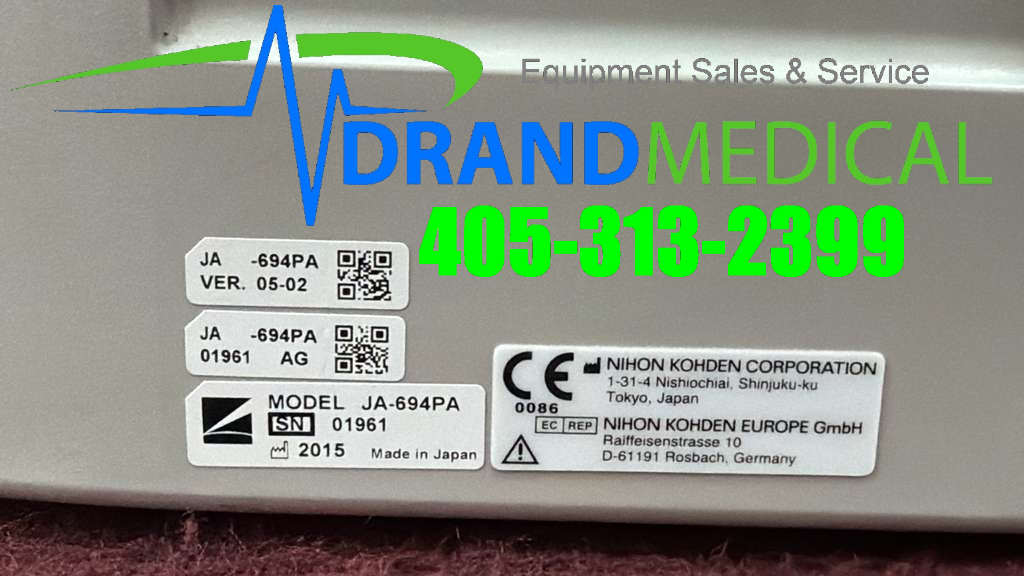 Equipment Sales & Service
DRANDMEDICAL
405-313-2399
JA -694PA
VER. 05-02
JA -694PA
01961 AG
MODEL JA-694PA
SN 01961
2015 Made in Japan
CE
0086
NIHON KOHDEN CORPORATION
1-31-4 Nishiochiai, Shinjuku-ku
Tokyo, Japan
EC REP NIHON KOHDEN EUROPE GmbH
Raiffeisenstrasse 10
D-61191 Rosbach, Germany